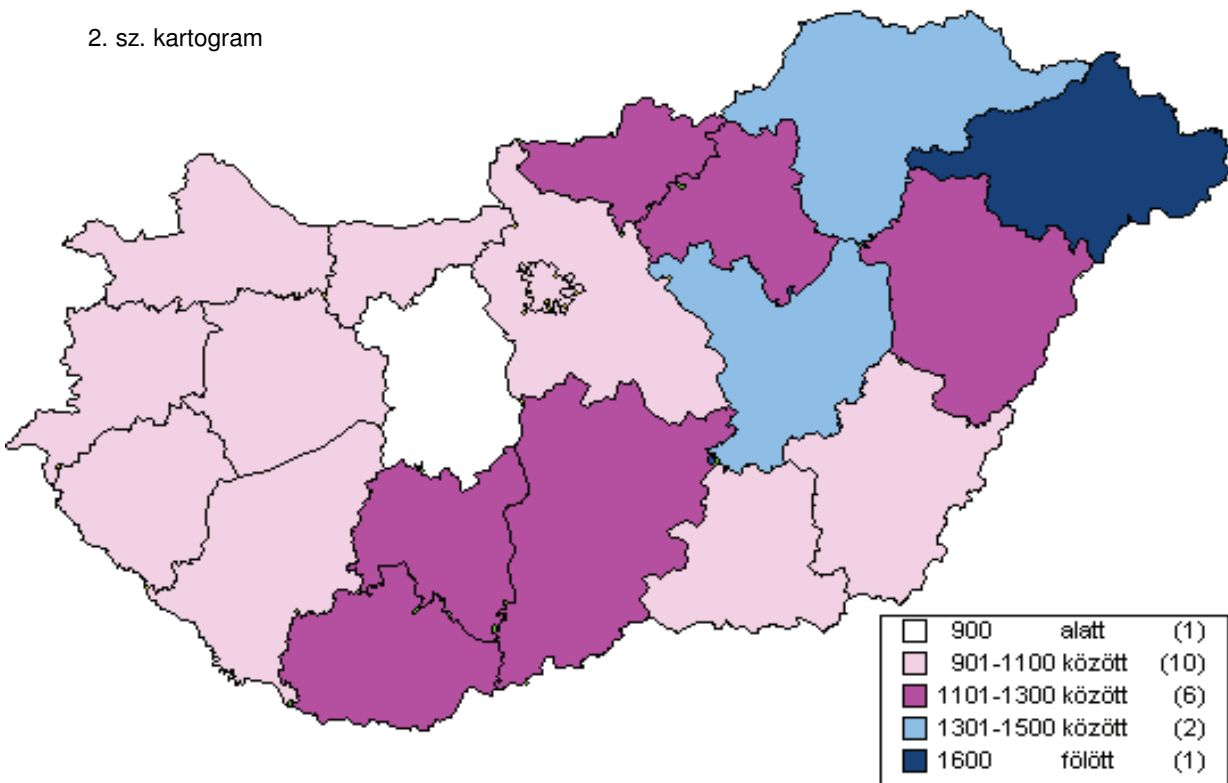 2. sz. kartogram
900 alatt (1)
901-1100 között (10)
1101-1300 között (6)
1301-1500 között (2)
1600 fölött (1)